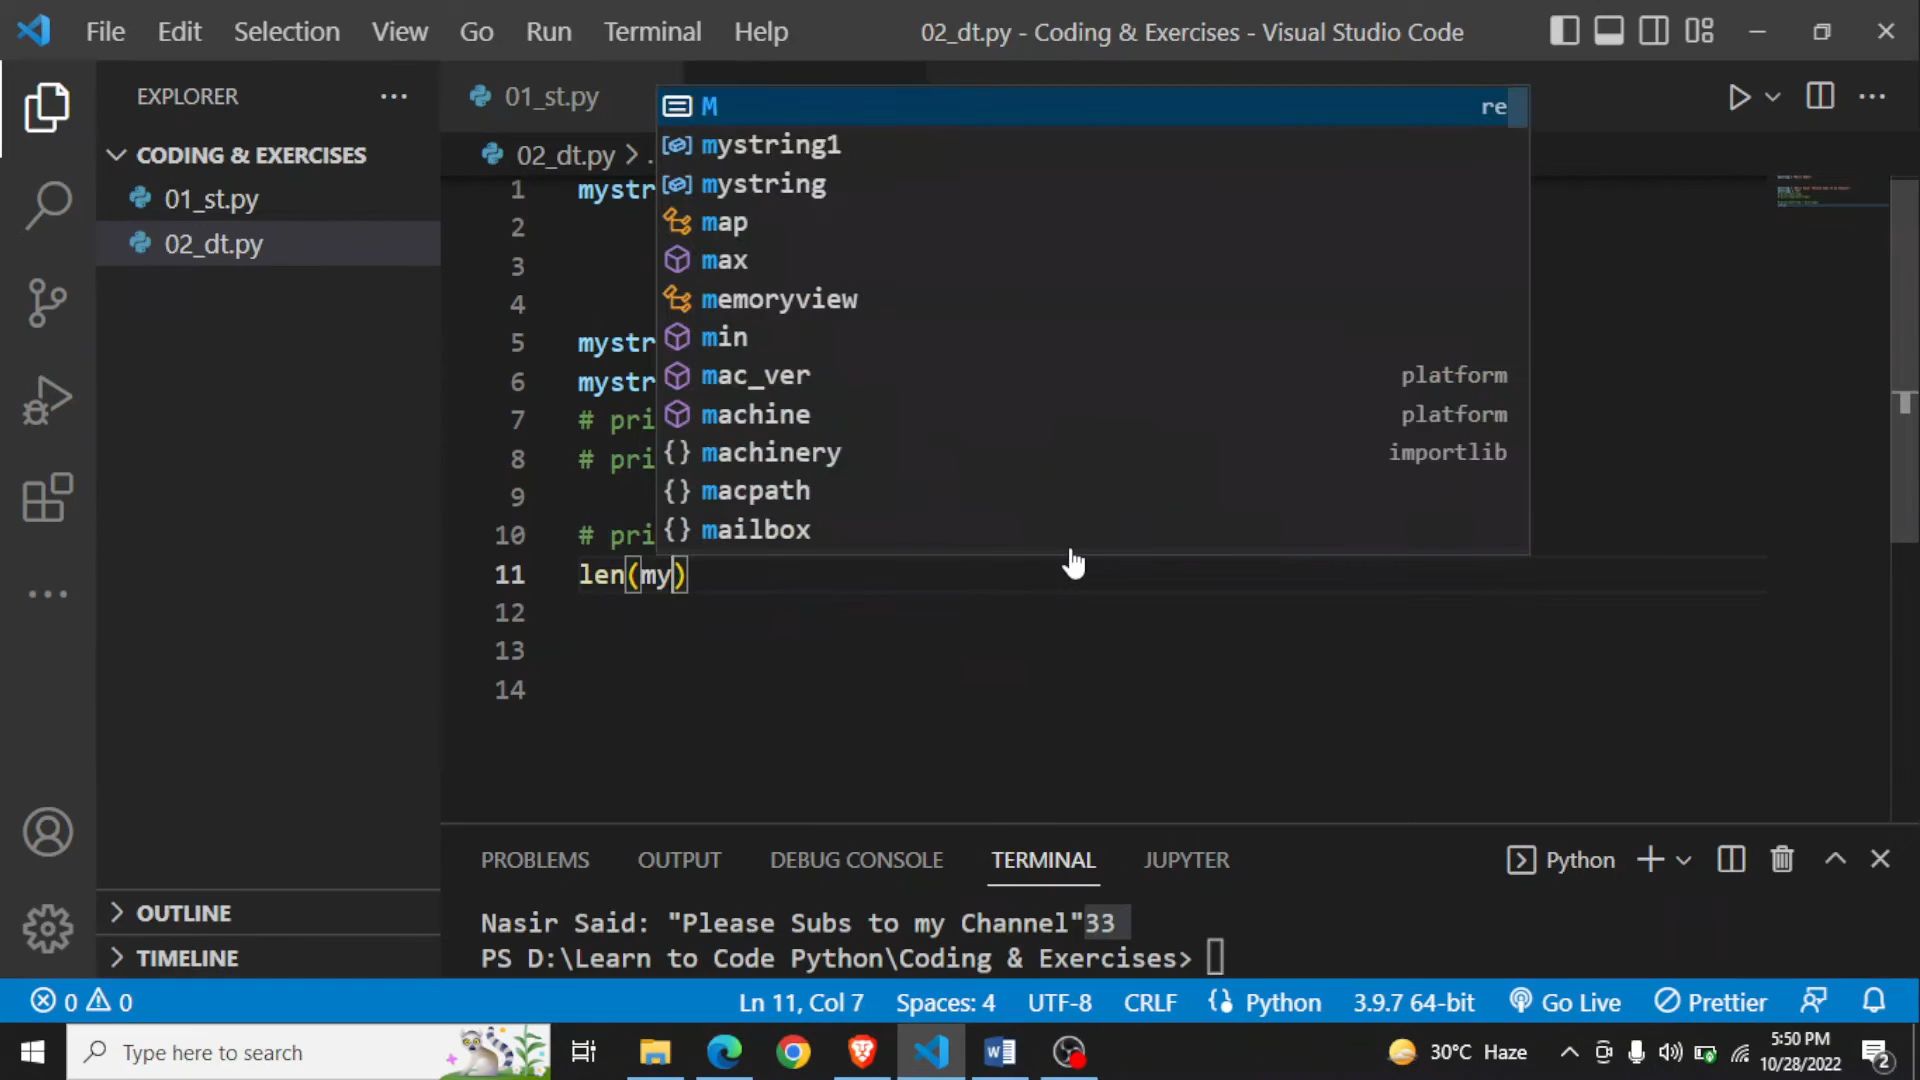 File Edit Selection View Go Run Terminal Help
02_dt.py - Coding & Exercises - Visual Studio Code
EXPLORER
CODING & EXERCISES
01_st.py
02_dt.py
OUTLINE
TIMELINE
01_st.py
02_dt.py > .
1 mystr
2
3
4
5 mystr
6 mystr
7 # pri
8 # pri
9
10 # pri
11 len(my)
12
13
14
M re
mystring1
mystring
map
max
memoryview
min
mac_ver platform
machine platform
machinery importlib
macpath
mailbox
PROBLEMS OUTPUT DEBUG CONSOLE TERMINAL JUPYTER
Python
Nasir Said: "Please Subs to my Channel"33
PS D:\Learn to Code Python\Coding & Exercises>
0 0 Ln 11, Col 7 Spaces: 4 UTF-8 CRLF Python 3.9.7 64-bit Go Live Prettier
Type here to search
30°C Haze
5:50 PM
10/28/2022
2